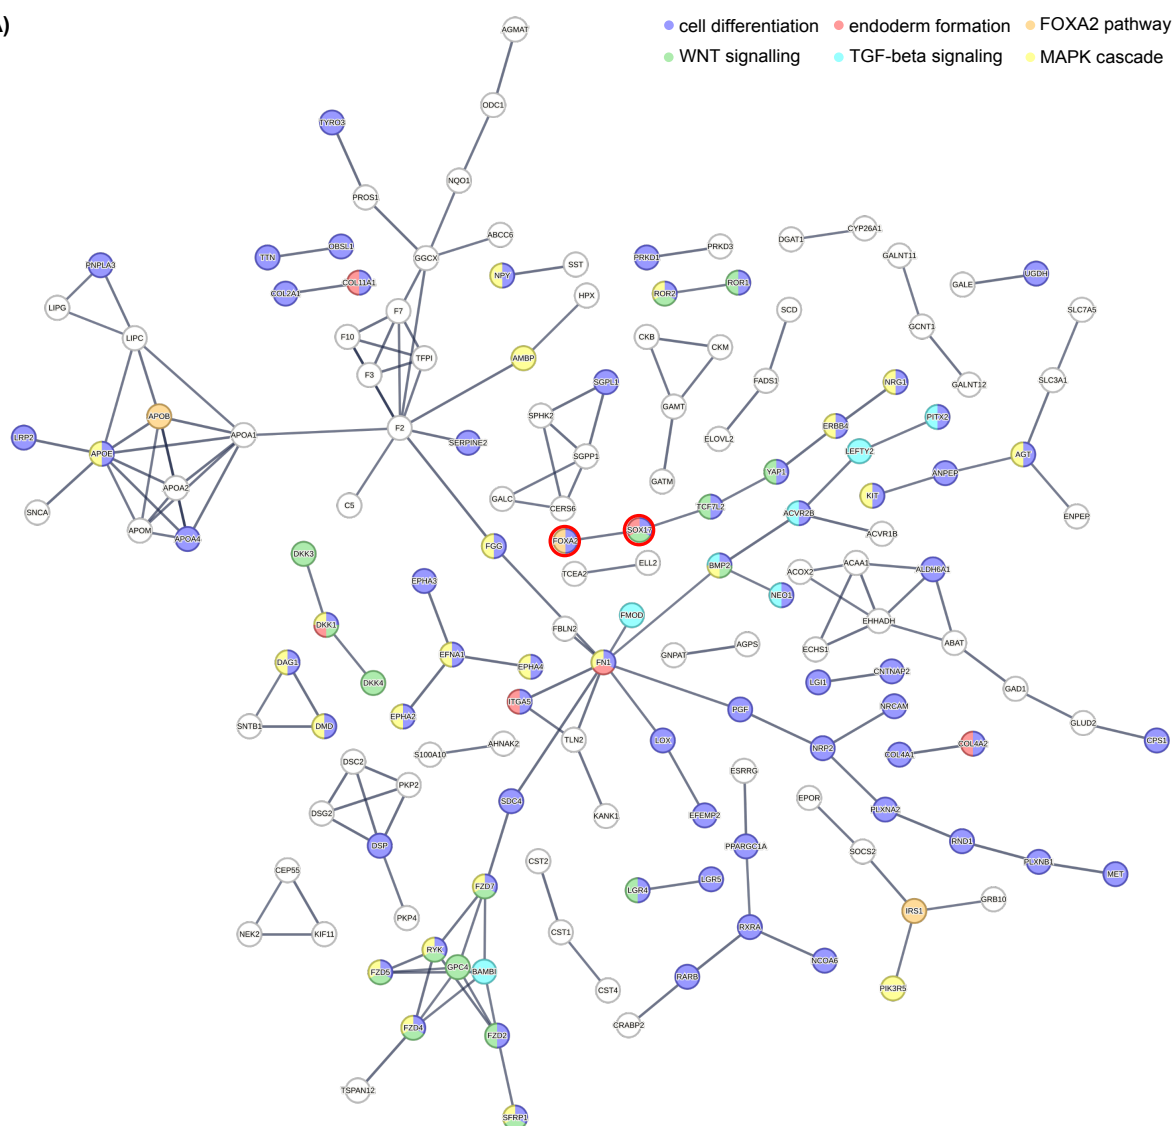 A)
cell differentiation
endoderm formation
FOXA2 pathway
WNT signalling
TGF-beta signaling
MAPK cascade
AGMAT
ODC1
TYRO3
NQO1
PROS1
ABCC6
GGCX
OBSL1
TTN
COL11A1
COL2A1
NPY
SST
HPX
PRKD1
PRKD3
DGAT1
CYP26A1
ROR2
ROR1
GALNT11
GALE
UGDH
SLC7A5
PNPLA3
LIPG
LIPC
F7
F10
TFPI
F3
AMBP
CKB
CKM
SCD
GCNT1
SLC3A1
GALNT12
FADS1
GAMT
SGPL1
NRG1
APOB
SPHK2
ERBB4
PITX2
LRP2
APOE
APOA1
F2
SERPINE2
SGPP1
ELOVL2
LEFTY2
AGT
ANPEP
GATM
YAP1
KIT
SNCA
APOA2
GALC
CERS6
C5
TCF7L2
ACVR2B
ENPEP
APOM
APOA4
FGG
FOXA2
SOX17
ACVR1B
DKK3
TCEA2
ELL2
BMP2
ACOX2
ACAA1
ALDH6A1
EPHA3
NEO1
FMOD
FBLN2
DKK1
EHHADH
ECHS1
ABAT
GNPAT
AGPS
DAG1
EFNA1
EPHA4
FN1
LGI1
CNTNAP2
GAD1
DKK4
SNTB1
DMD
EPHA2
ITGA5
PGF
NRCAM
GLUD2
CPS1
TLN2
LOX
NRP2
COL4A1
COL4A2
S100A10
AHNAK2
DSC2
PKP2
ESRRG
EPOR
SDC4
KANK1
EFEMP2
PLXNA2
DSG2
DSP
PPARGC1A
SOCS2
RND1
PLXNB1
MET
CEP55
CST2
FZD7
LGR4
LGR5
IRS1
GRB10
PKP4
NEK2
KIF11
CST1
RXRA
RYK
GPC4
BAMBI
FZD5
NCOA6
RARB
CST4
PIK3R5
FZD4
FZD2
CRABP2
TSPAN12
SFRP1